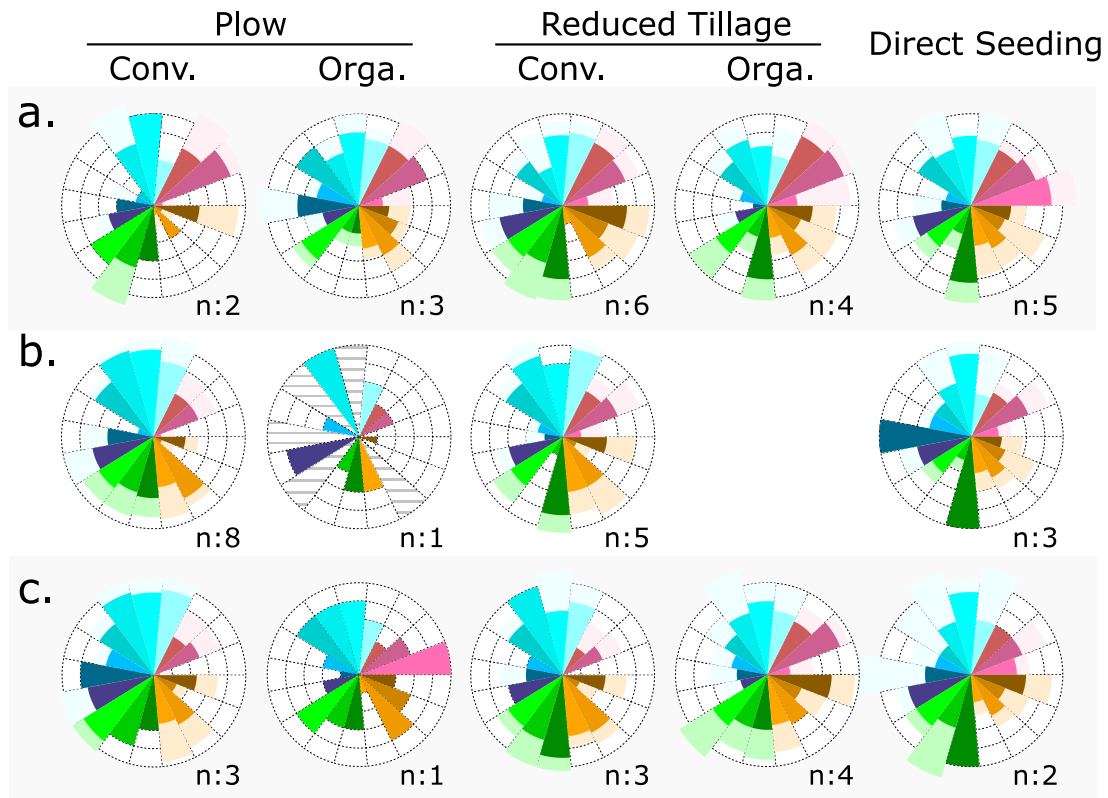 Plow Reduced Tillage Direct Seeding
Conv. Orga. Conv. Orga.
a.
n:2 n:3 n:6 n:4 n:5
b.
n:8 n:1 n:5 n:3
c.
n:3 n:1 n:3 n:4 n:2